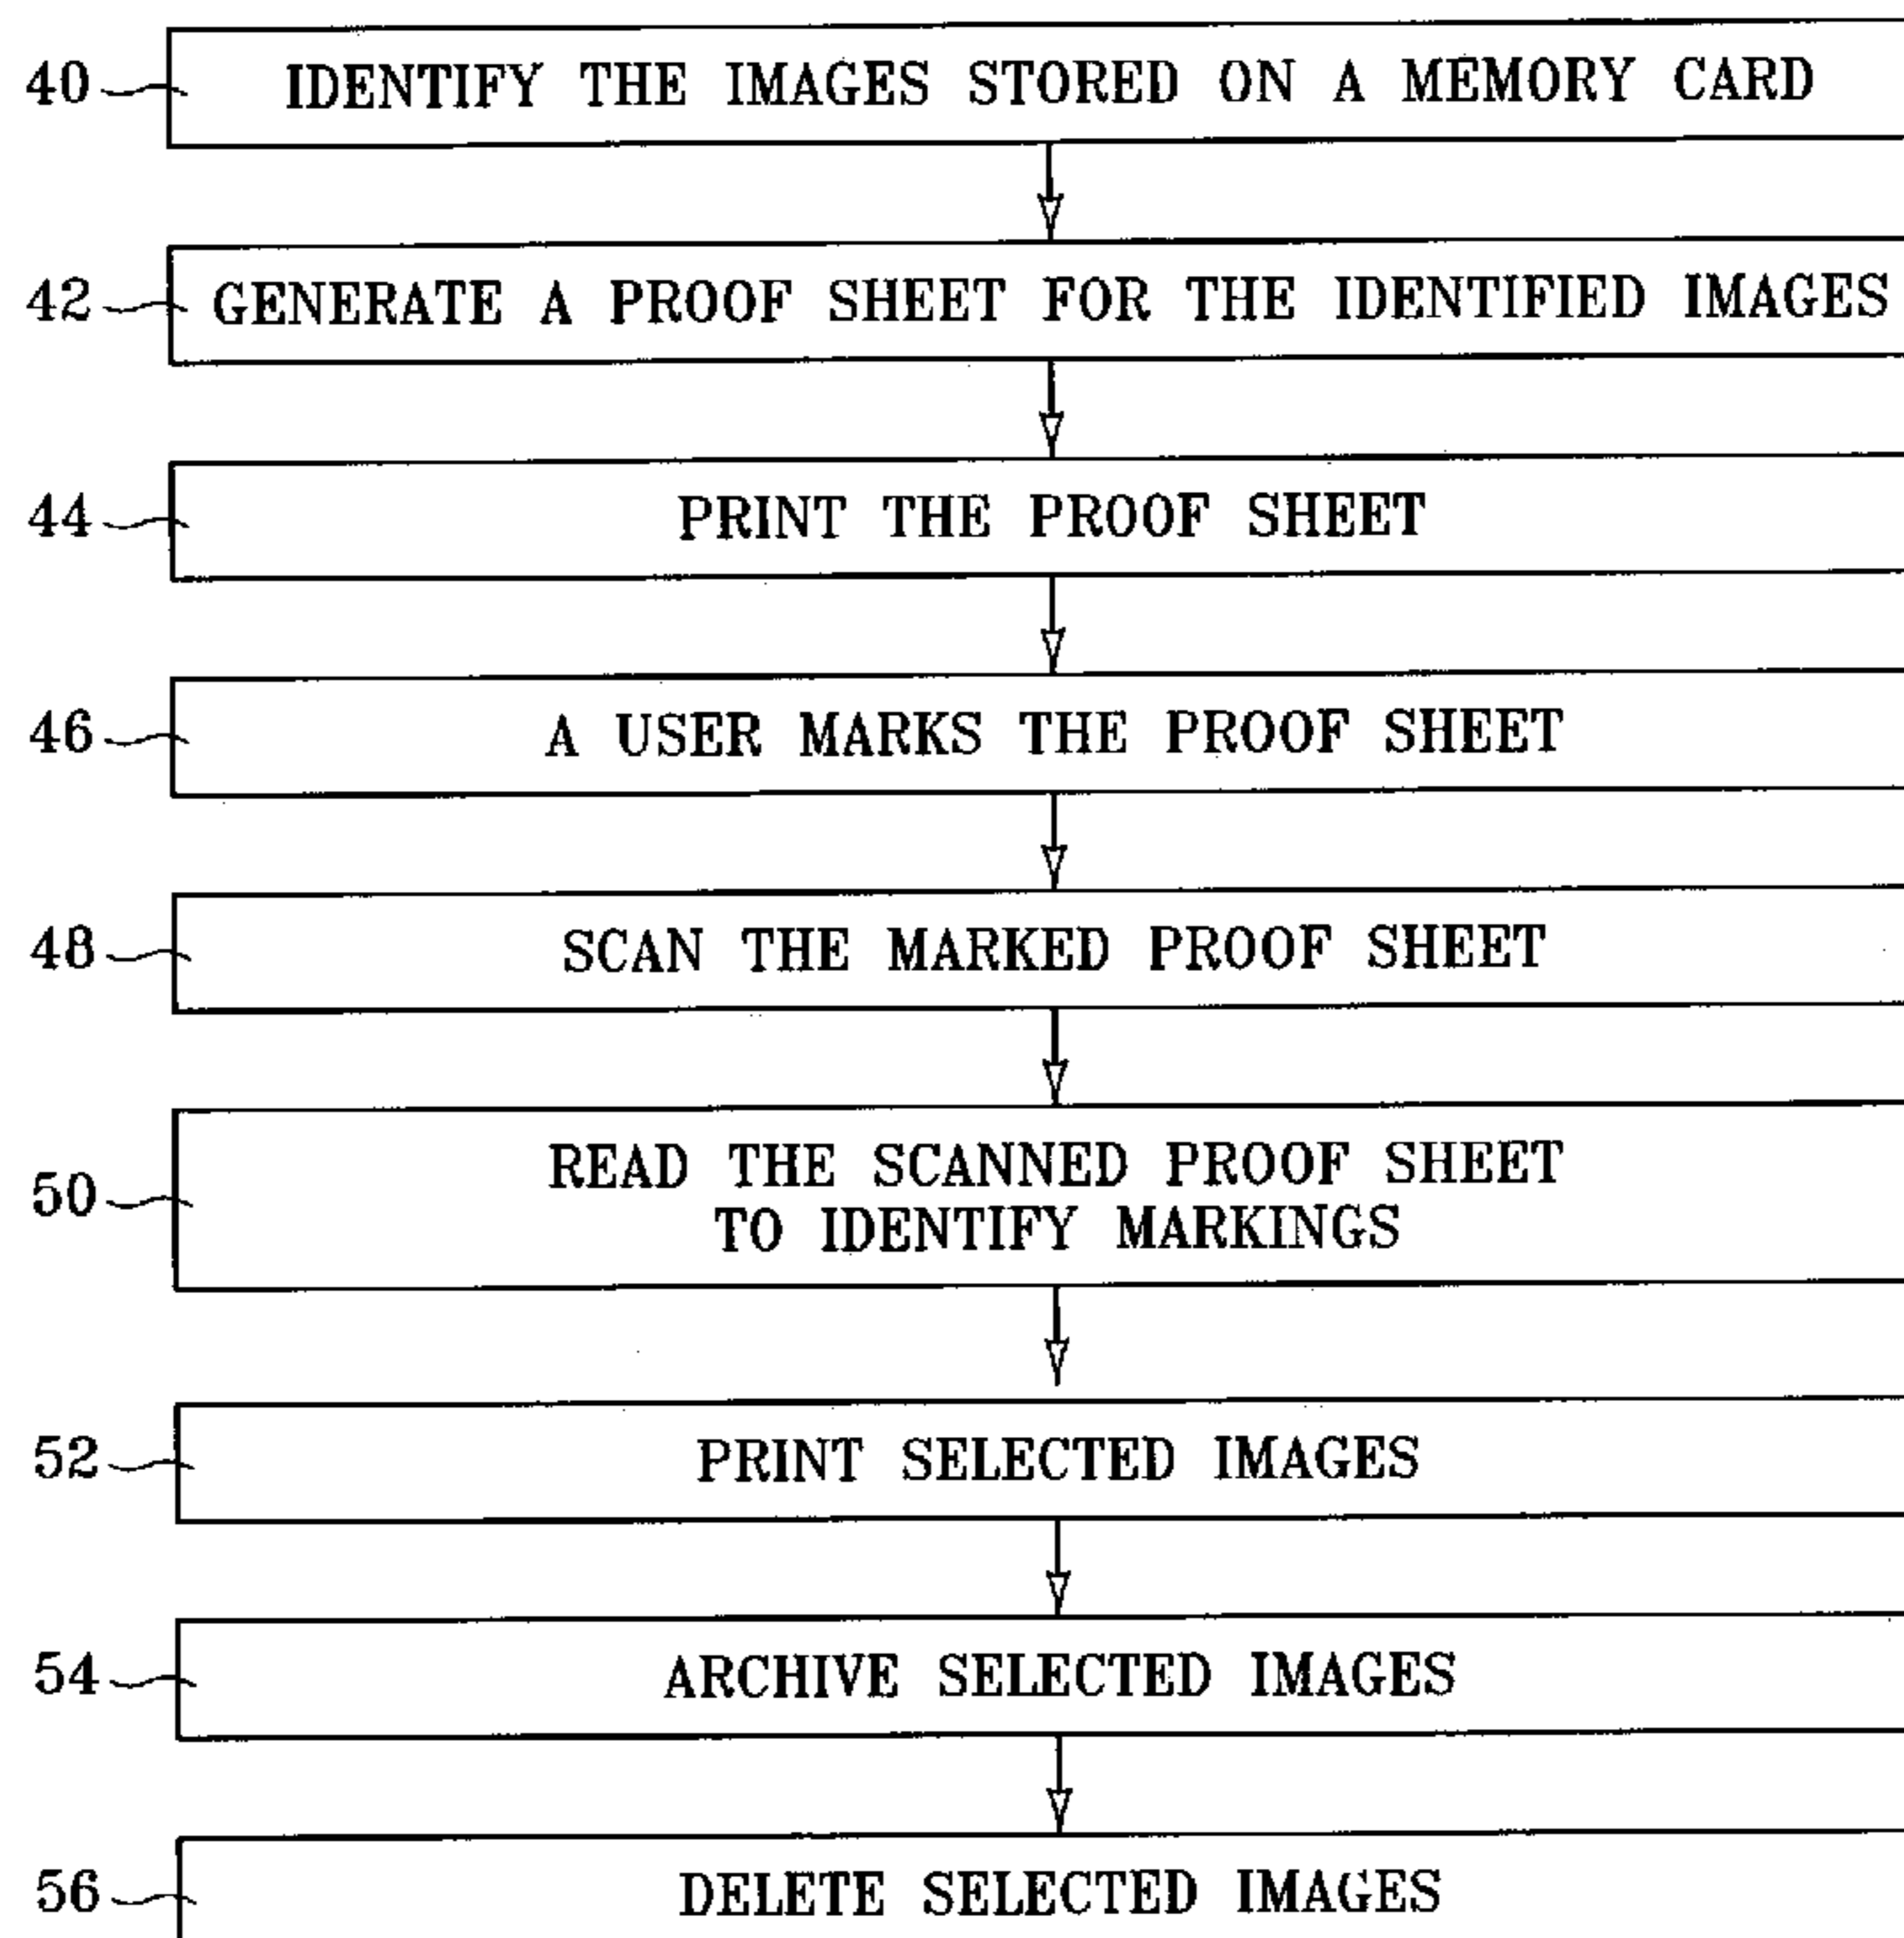 40 IDENTIFY THE IMAGES STORED ON A MEMORY CARD
42 GENERATE A PROOF SHEET FOR THE IDENTIFIED IMAGES
44 PRINT THE PROOF SHEET
46 A USER MARKS THE PROOF SHEET
48 SCAN THE MARKED PROOF SHEET
50 READ THE SCANNED PROOF SHEET
TO IDENTIFY MARKINGS
52 PRINT SELECTED IMAGES
54 ARCHIVE SELECTED IMAGES
56 DELETE SELECTED IMAGES